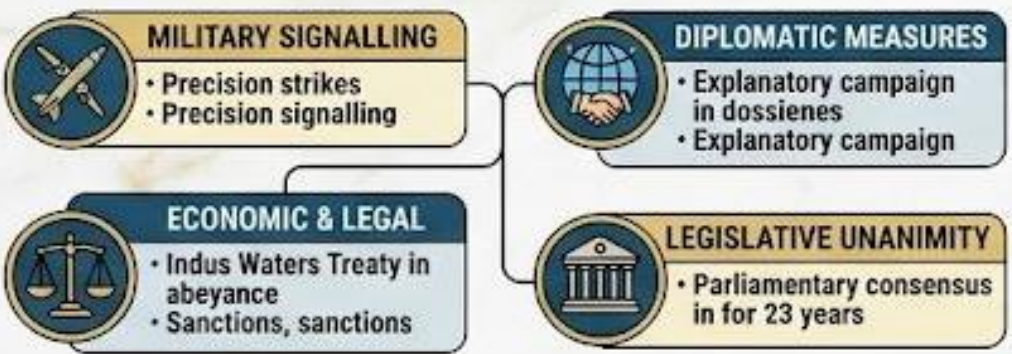 MILITARY SIGNALLING
• Precision strikes
• Precision signalling
DIPLOMATIC MEASURES
• Explanatory campaign
in dossienes
• Explanatory campaign
ECONOMIC & LEGAL
• Indus Waters Treaty in
abeyance
• Sanctions, sanctions
LEGISLATIVE UNANIMITY
• Parliamentary consensus
in for 23 years